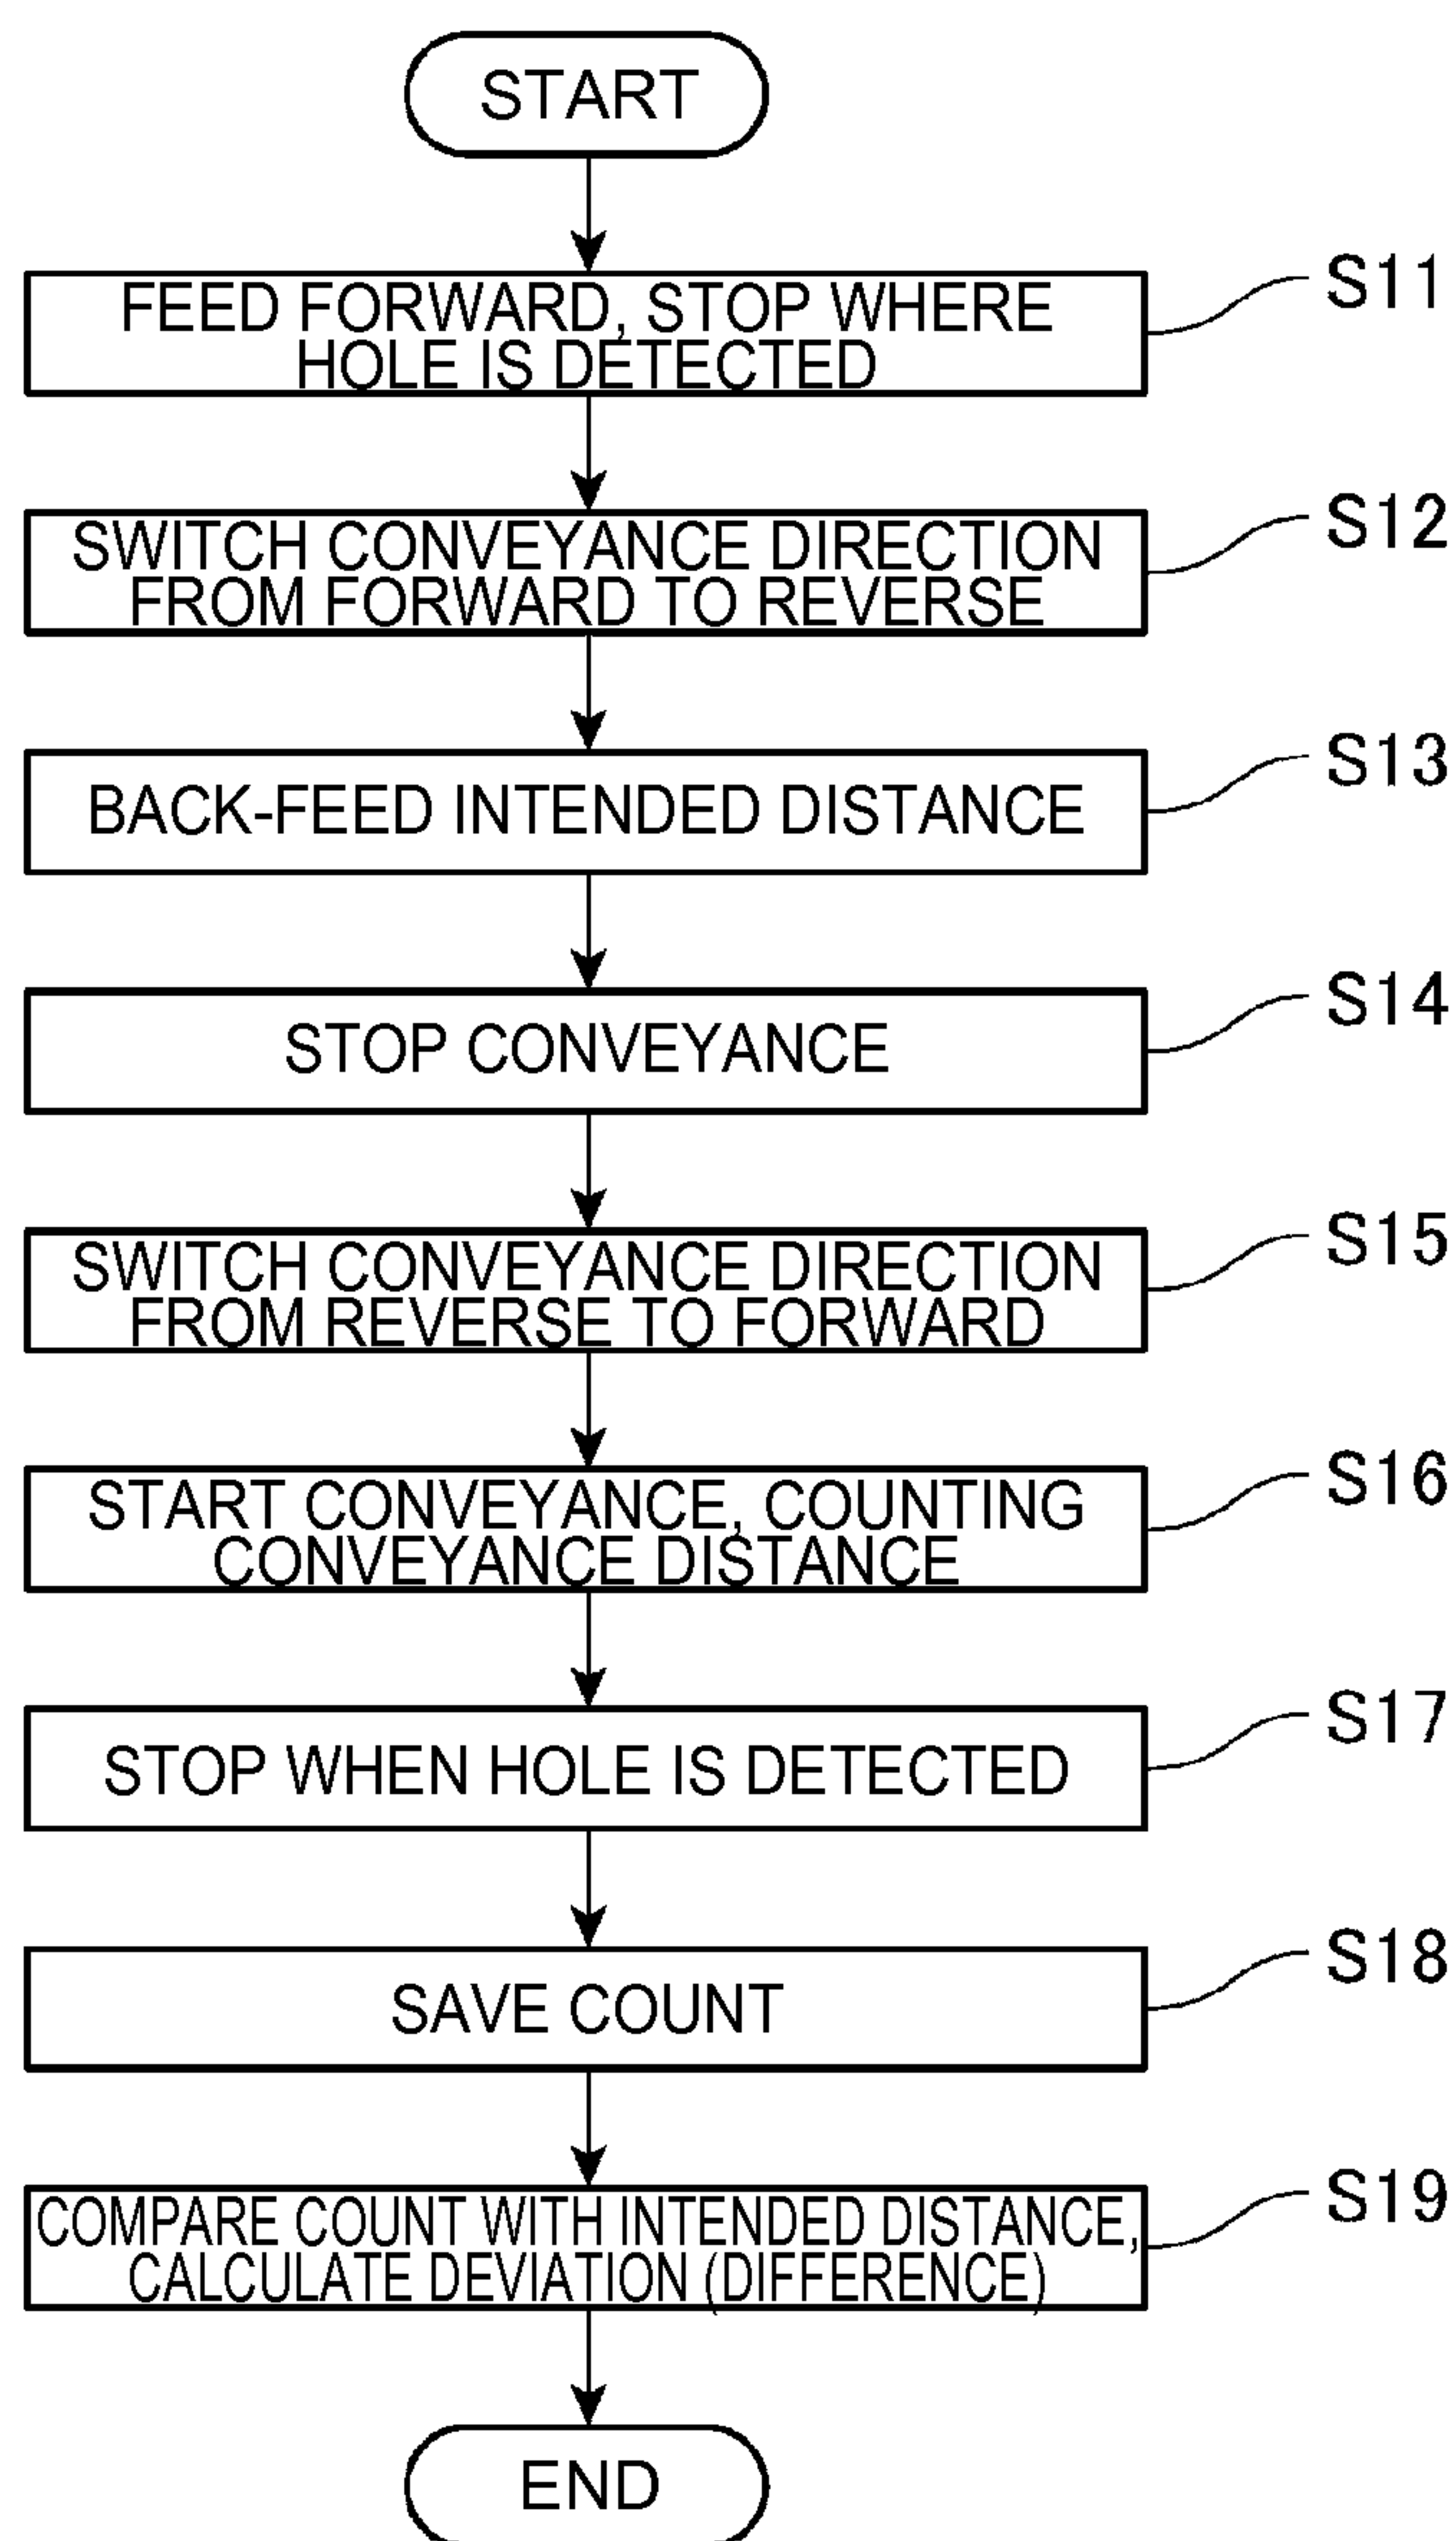 START
FEED FORWARD, STOP WHERE
HOLE IS DETECTED
S11
SWITCH CONVEYANCE DIRECTION
FROM FORWARD TO REVERSE
S12
BACK-FEED INTENDED DISTANCE
S13
STOP CONVEYANCE
S14
SWITCH CONVEYANCE DIRECTION
FROM REVERSE TO FORWARD
S15
START CONVEYANCE, COUNTING
CONVEYANCE DISTANCE
S16
STOP WHEN HOLE IS DETECTED
S17
SAVE COUNT
S18
COMPARE COUNT WITH INTENDED DISTANCE,
CALCULATE DEVIATION (DIFFERENCE)
S19
END